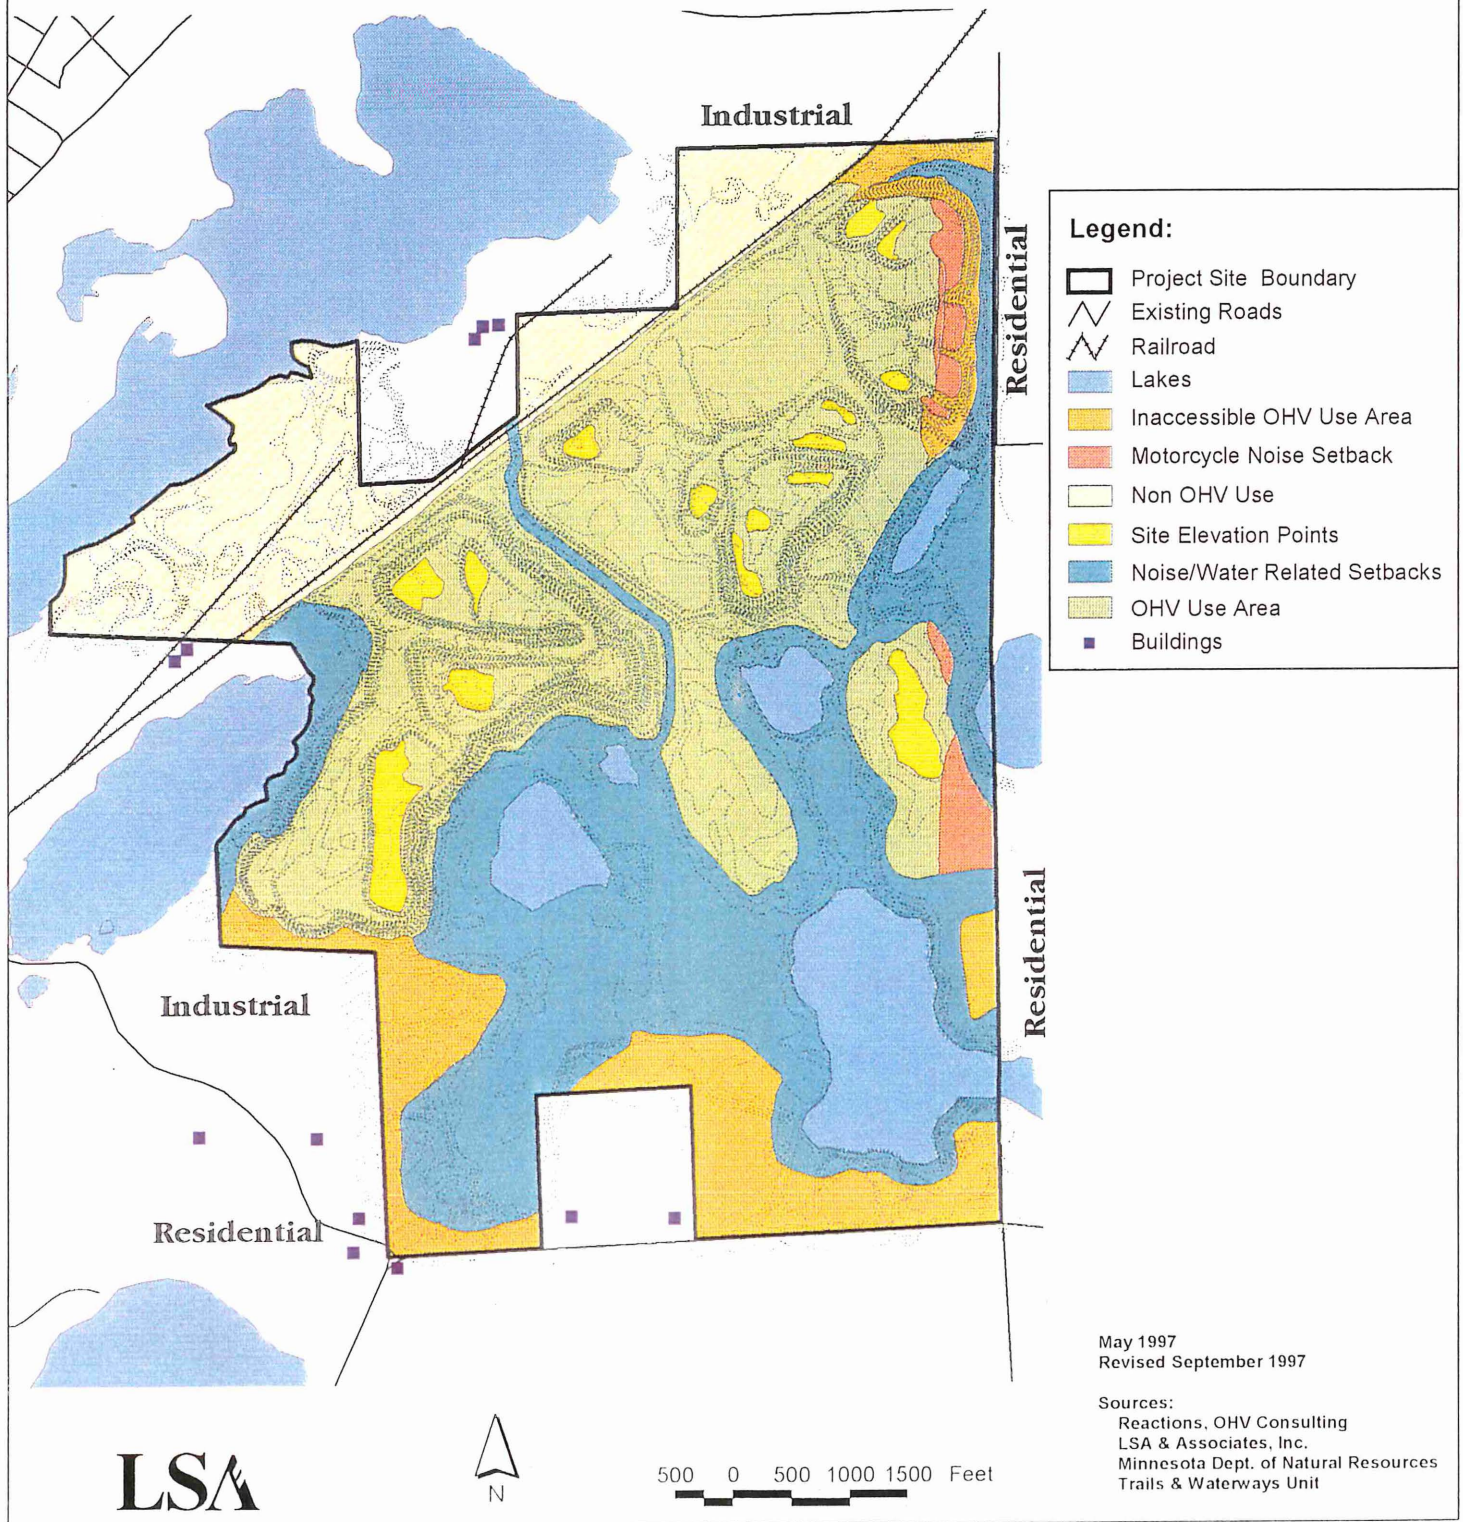 Industrial
Residential
Legend:
Project Site Boundary
Existing Roads
Railroad
Lakes
Inaccessible OHV Use Area
Motorcycle Noise Setback
Non OHV Use
Site Elevation Points
Noise/Water Related Setbacks
OHV Use Area
Buildings
Residential
Industrial
Residential
May 1997
Revised September 1997
Sources:
Reactions, OHV Consulting
LSA & Associates, Inc.
Minnesota Dept. of Natural Resources
Trails & Waterways Unit
LSA
N
500 0 500 1000 1500 Feet